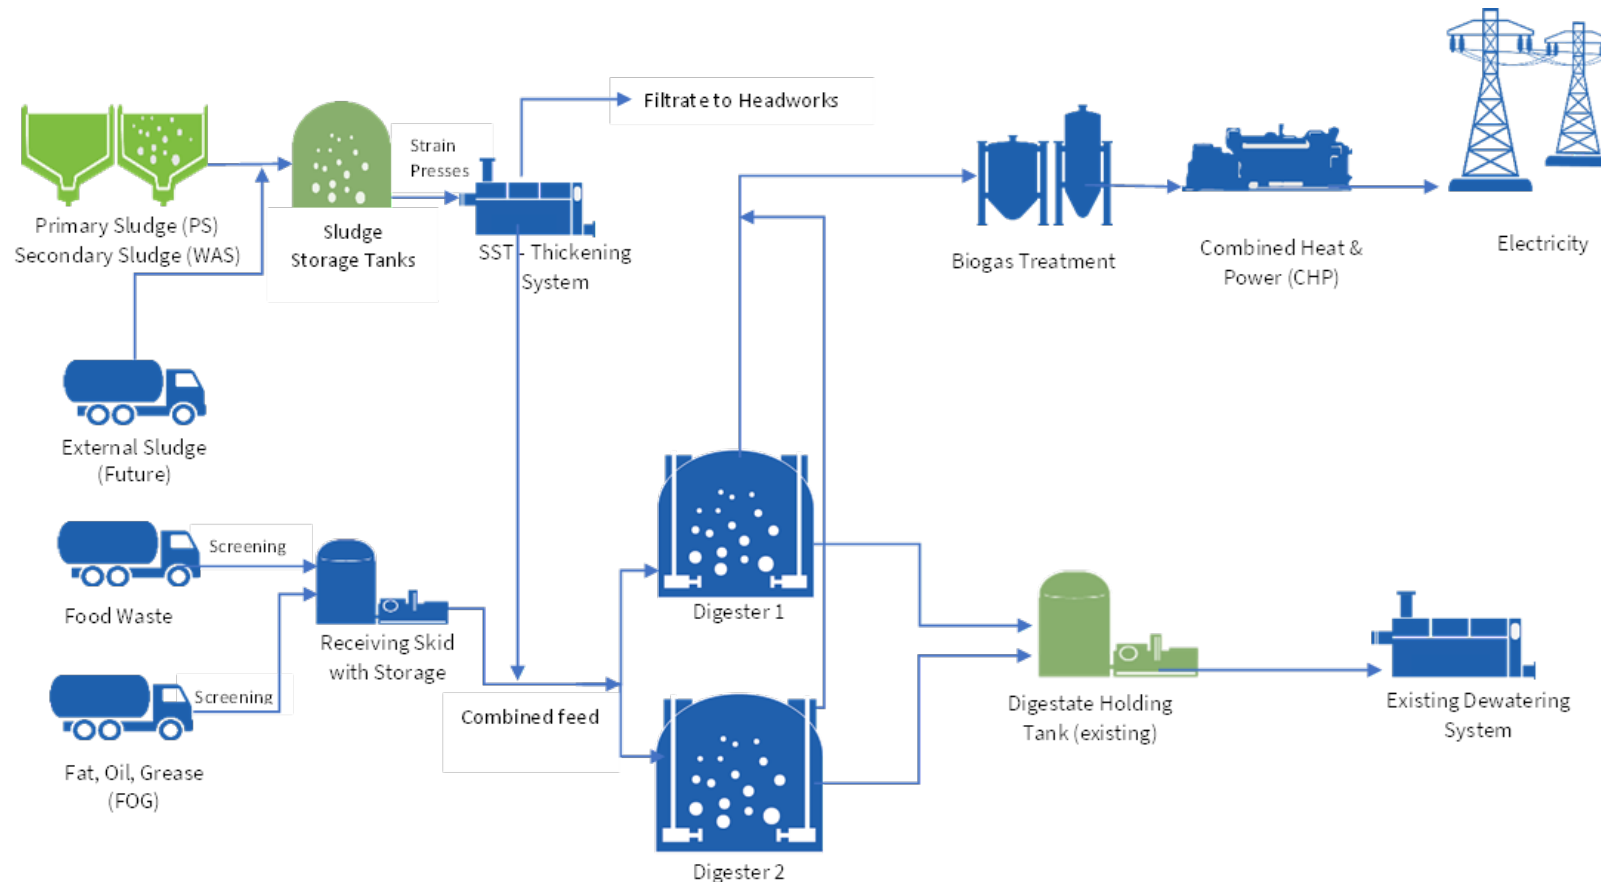 Filtrate to Headworks
Strain
Presses
Primary Sludge (PS)
Secondary Sludge (WAS)
Sludge
Storage Tanks
SST - Thickening
System
Biogas Treatment
Combined Heat &
Power (CHP)
Electricity
External Sludge
(Future)
Screening
Food Waste
Receiving Skid
with Storage
Screening
Fat, Oil, Grease
(FOG)
Combined feed
Digester 1
Digester 2
Digestate Holding
Tank (existing)
Existing Dewatering
System